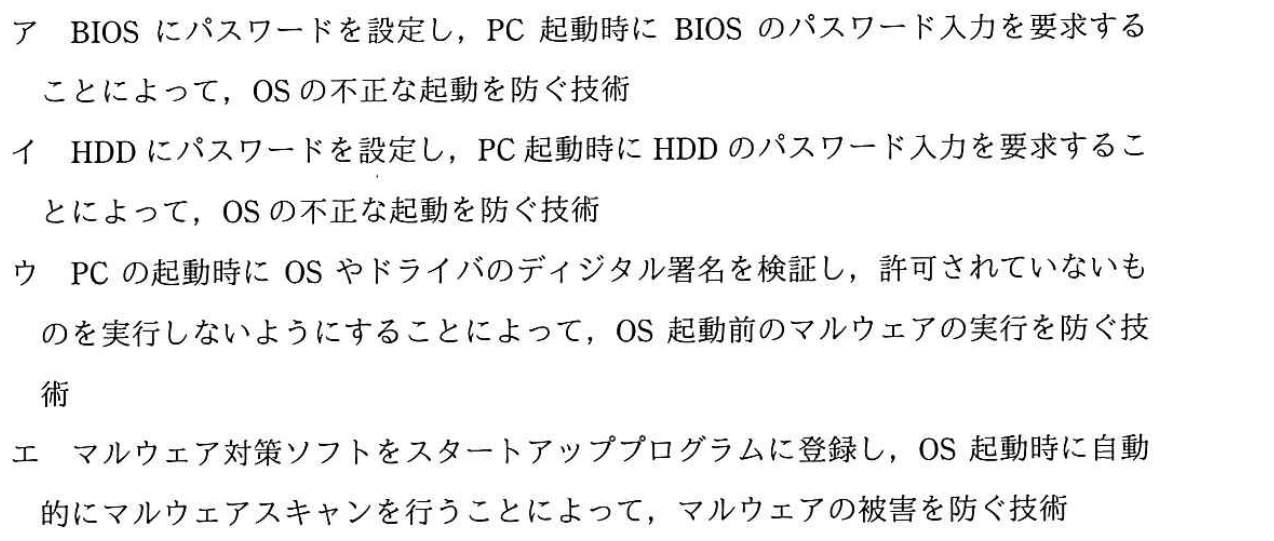 ア　BIOS にパスワードを設定し，PC 起動時に BIOS のパスワード入力を要求する
ことによって，OS の不正な起動を防ぐ技術
イ　HDD にパスワードを設定し，PC 起動時に HDD のパスワード入力を要求するこ
とによって，OS の不正な起動を防ぐ技術
ウ　PC の起動時に OS やドライバのディジタル署名を検証し，許可されていないも
のを実行しないようにすることによって，OS 起動前のマルウェアの実行を防ぐ技
術
エ　マルウェア対策ソフトをスタートアッププログラムに登録し，OS 起動時に自動
的にマルウェアスキャンを行うことによって，マルウェアの被害を防ぐ技術